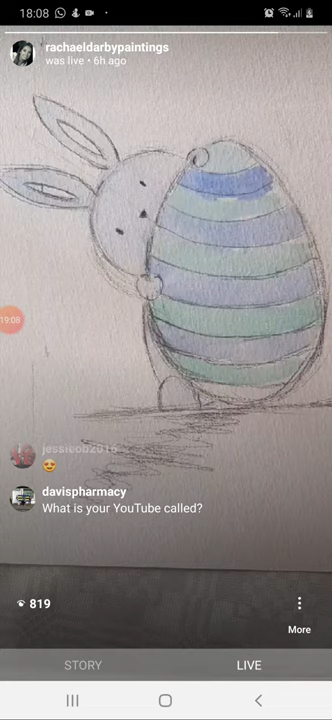 18:08
rachaeldarbypaintings
was live • 6h ago
19:08
jessieob2016
😍
davispharmacy
What is your YouTube called?
819
More
STORY LIVE